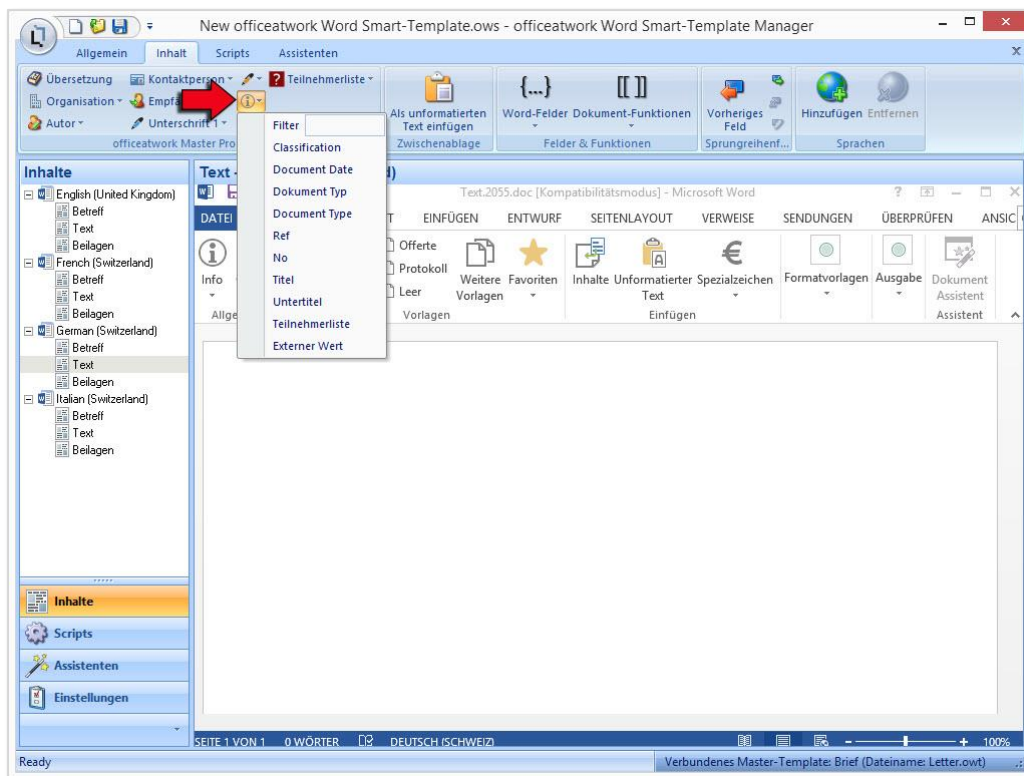 New officeatwork Word Smart-Template.ows - officeatwork Word Smart-Template Manager
Allgemein Inhalt Scripts Assistenten
Übersetzung Kontaktperson Teilnehmerliste
Organisation Empf
Autor Unterschrift 1
officeatwork Master Pro
Als unformatierten
Text einfügen
Zwischenablage
{...} [[ ]]
Word-Felder Dokument-Funktionen
Felder & Funktionen
Vorheriges
Feld
Sprungreihenf...
Hinzufügen Entfernen
Sprachen
Filter
Classification
Document Date
Dokument Typ
Document Type
Ref
No
Titel
Untertitel
Teilnehmerliste
Externer Wert
Inhalte
English (United Kingdom)
Betreff
Text
Beilagen
French (Switzerland)
Betreff
Text
Beilagen
German (Switzerland)
Betreff
Text
Beilagen
Italian (Switzerland)
Betreff
Text
Beilagen
Inhalte
Scripts
Assistenten
Einstellungen
Text -
Text.2055.doc [Kompatibilitätsmodus] - Microsoft Word
DATEI EINFÜGEN ENTWURF SEITENLAYOUT VERWEISE SENDUNGEN ÜBERPRÜFEN ANSIC
Info
Allge
Offerte
Protokoll
Leer
Weitere
Vorlagen
Favoriten
Vorlagen
Inhalte Unformatierter
Text
Spezialzeichen
Einfügen
Formatvorlagen Ausgabe
Dokument
Assistent
Assistent
SEITE 1 VON 1 0 WÖRTER DEUTSCH (SCHWEIZ) 100%
Ready Verbundenes Master-Template: Brief (Dateiname: Letter.owt)